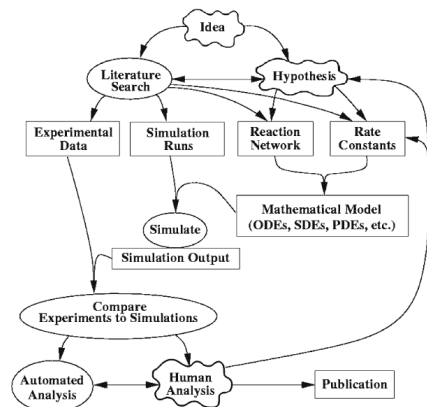 Idea
Literature
Search
Hypothesis
Experimental
Data
Simulation
Runs
Reaction
Network
Rate
Constants
Simulate
Mathematical Model
(ODEs, SDEs, PDEs, etc.)
Simulation Output
Compare
Experiments to Simulations
Automated
Analysis
Human
Analysis
Publication